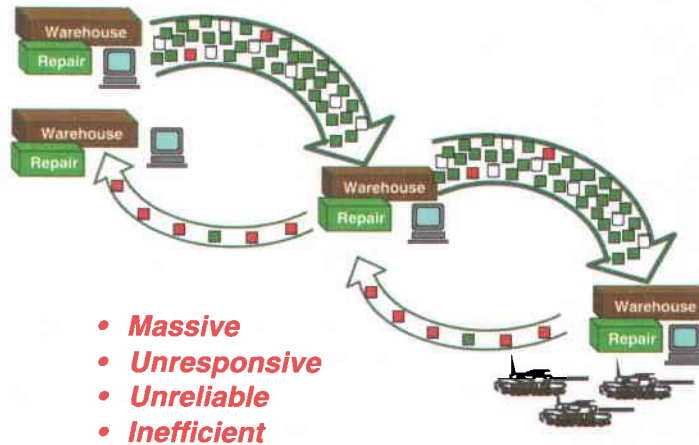 Warehouse
Repair
Warehouse
Repair
Warehouse
Repair
Warehouse
Repair
• Massive
• Unresponsive
• Unreliable
• Inefficient